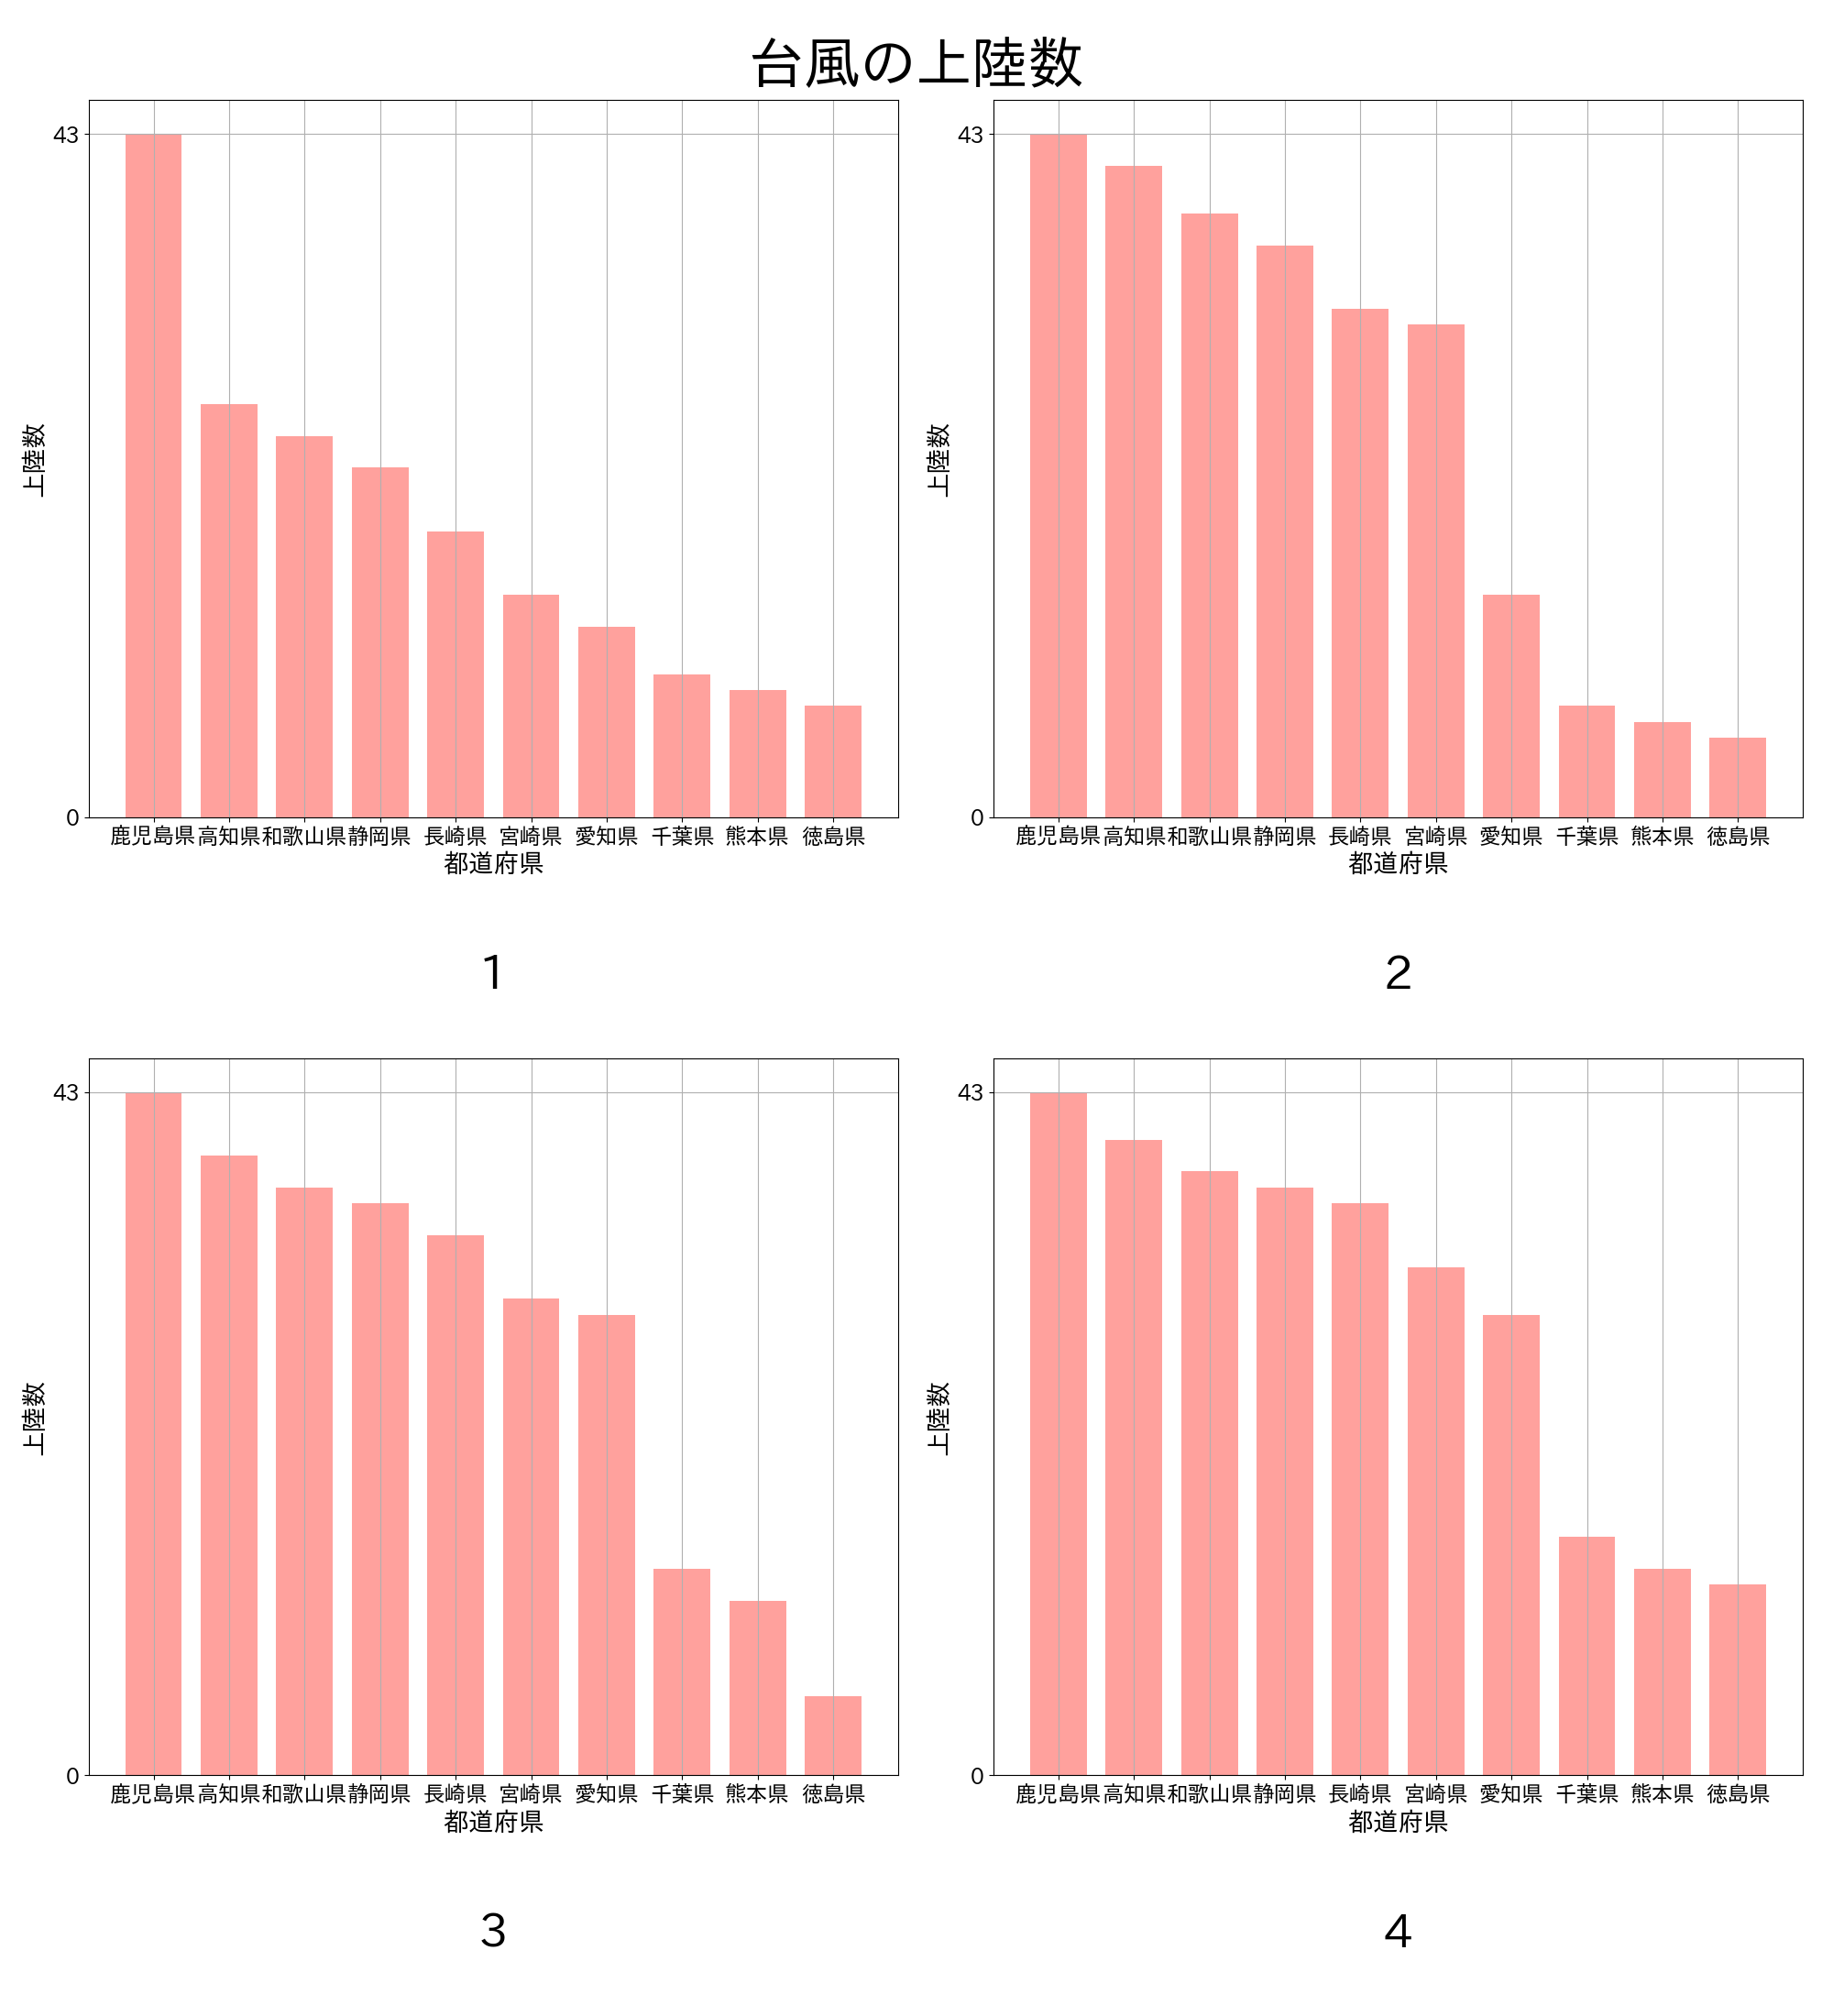 台風の上陸数
43
0
上陸数
鹿児島県 高知県 和歌山県 静岡県 長崎県 宮崎県 愛知県 千葉県 熊本県 徳島県
都道府県
1
43
0
上陸数
鹿児島県 高知県 和歌山県 静岡県 長崎県 宮崎県 愛知県 千葉県 熊本県 徳島県
都道府県
2
43
0
上陸数
鹿児島県 高知県 和歌山県 静岡県 長崎県 宮崎県 愛知県 千葉県 熊本県 徳島県
都道府県
3
43
0
上陸数
鹿児島県 高知県 和歌山県 静岡県 長崎県 宮崎県 愛知県 千葉県 熊本県 徳島県
都道府県
4